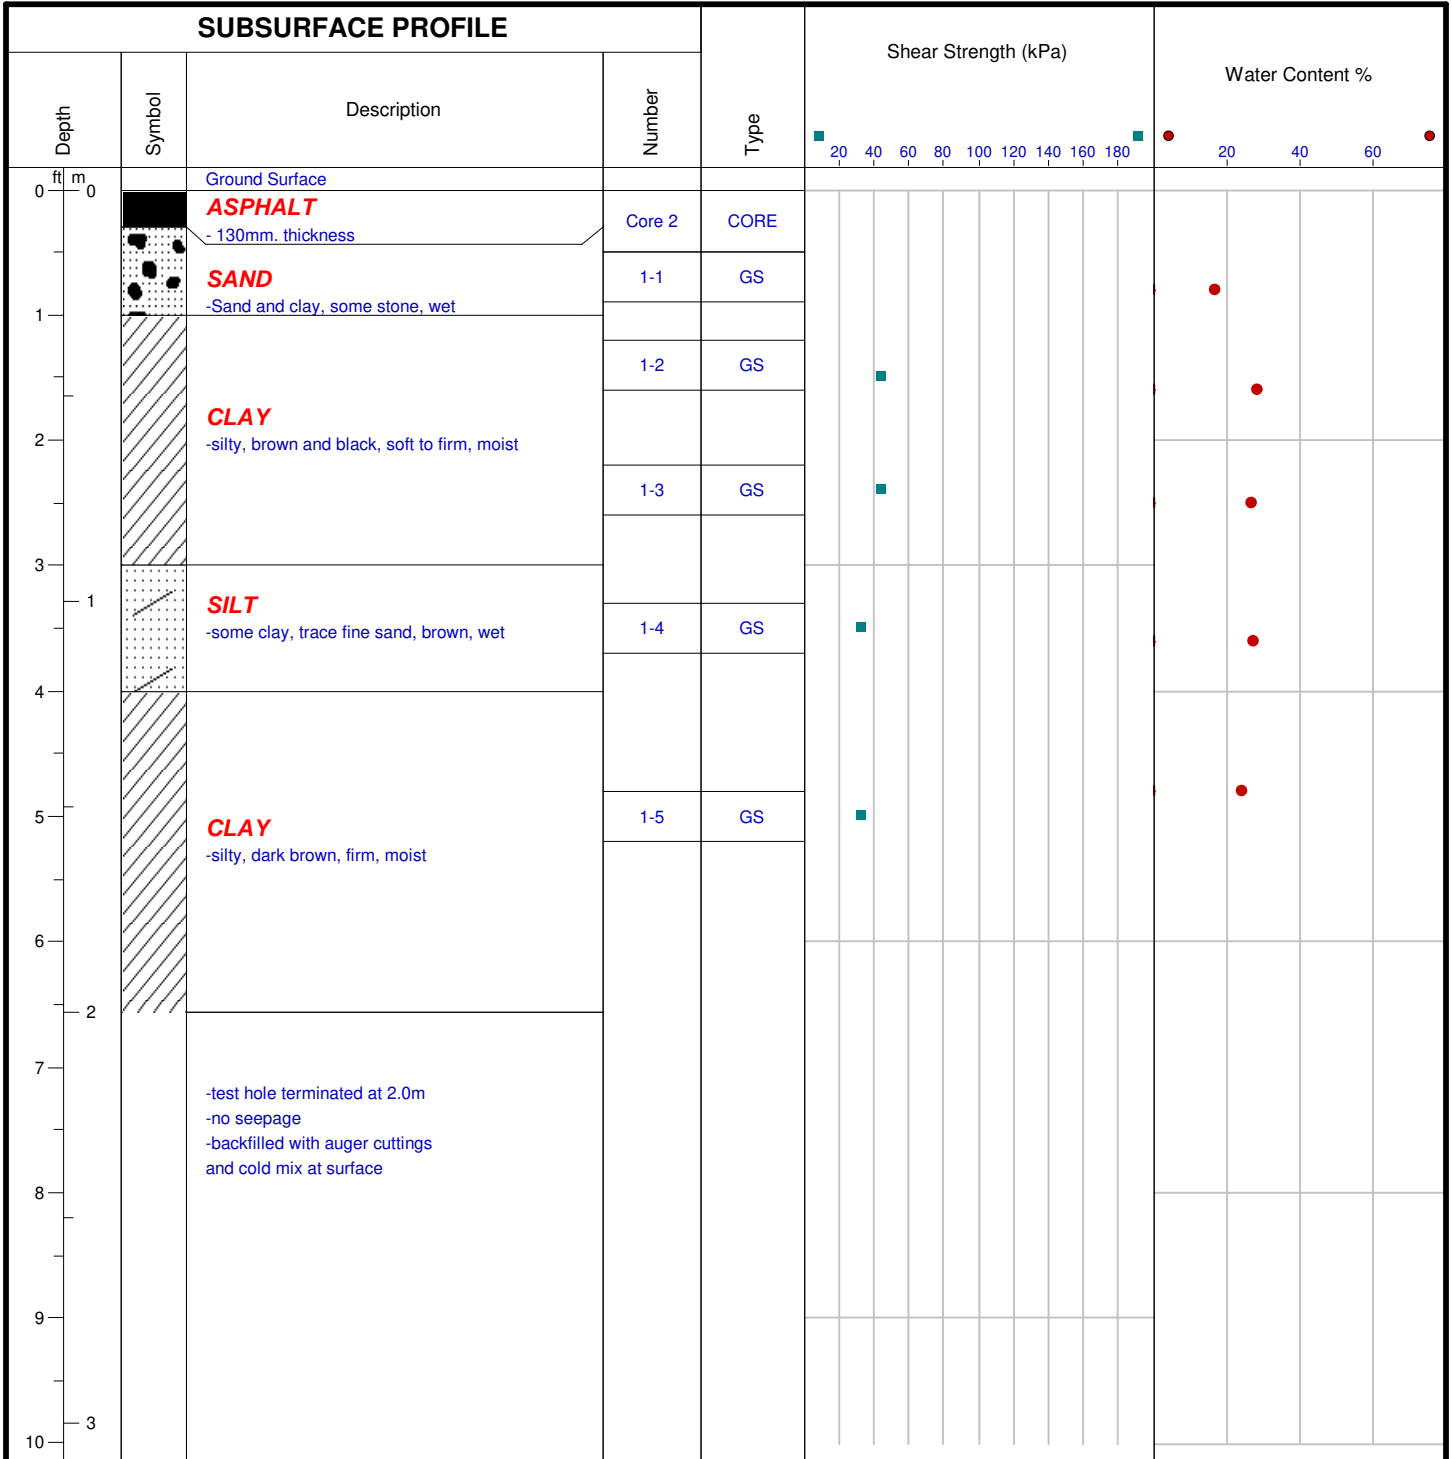 SUBSURFACE PROFILE
Depth
Symbol
Description
Number
Type
Shear Strength (kPa)
20 40 60 80 100 120 140 160 180
Water Content %
20 40 60
ft m
Ground Surface
0 0
ASPHALT
- 130mm. thickness
Core 2 CORE
SAND
-Sand and clay, some stone, wet
1-1 GS
1
1-2 GS
CLAY
-silty, brown and black, soft to firm, moist
2
1-3 GS
3
1
SILT
-some clay, trace fine sand, brown, wet
1-4 GS
4
5
CLAY
-silty, dark brown, firm, moist
1-5 GS
6
2
7
-test hole terminated at 2.0m
-no seepage
-backfilled with auger cuttings
and cold mix at surface
8
9
3
10